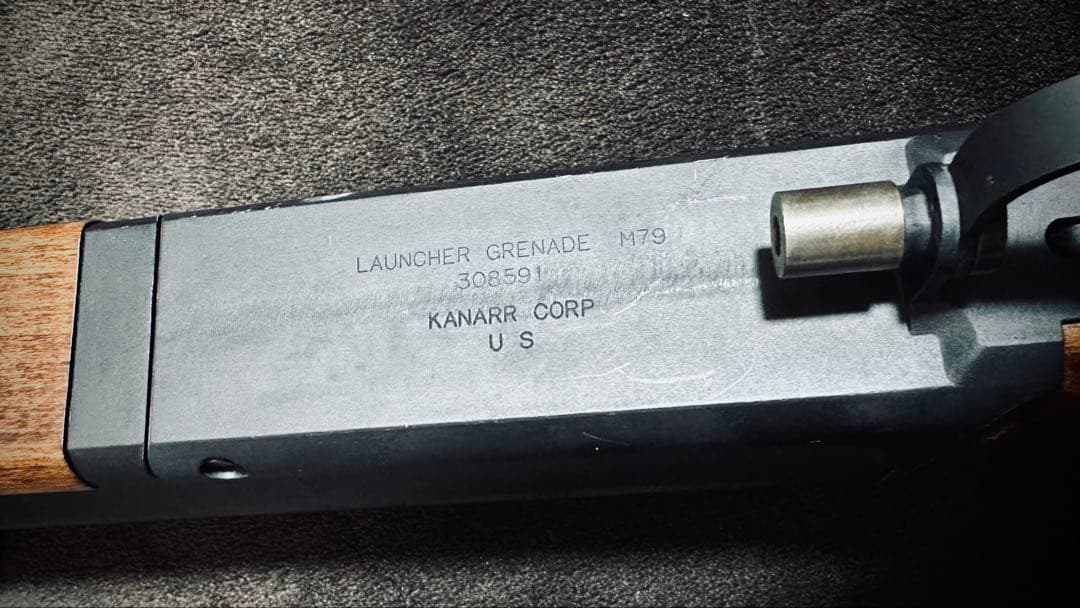 LAUNCHER GRENADE M79
308591
KANARR CORP
U S